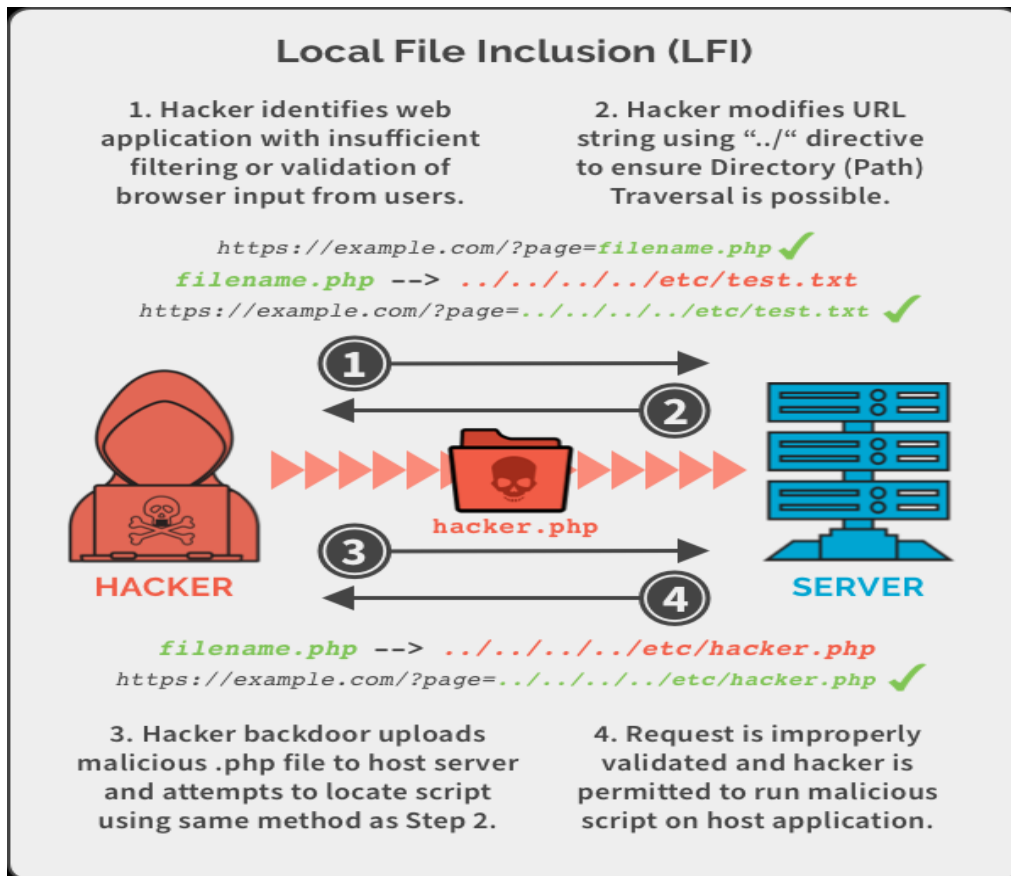 Local File Inclusion (LFI)
1. Hacker identifies web
application with insufficient
filtering or validation of
browser input from users.
2. Hacker modifies URL
string using “../“ directive
to ensure Directory (Path)
Traversal is possible.
https://example.com/?page=filename.php
filename.php --> ../../../../etc/test.txt
https://example.com/?page=../../../../etc/test.txt
1
2
hacker.php
3
4
HACKER
SERVER
filename.php --> ../../../../etc/hacker.php
https://example.com/?page=../../../../etc/hacker.php
3. Hacker backdoor uploads
malicious .php file to host server
and attempts to locate script
using same method as Step 2.
4. Request is improperly
validated and hacker is
permitted to run malicious
script on host application.